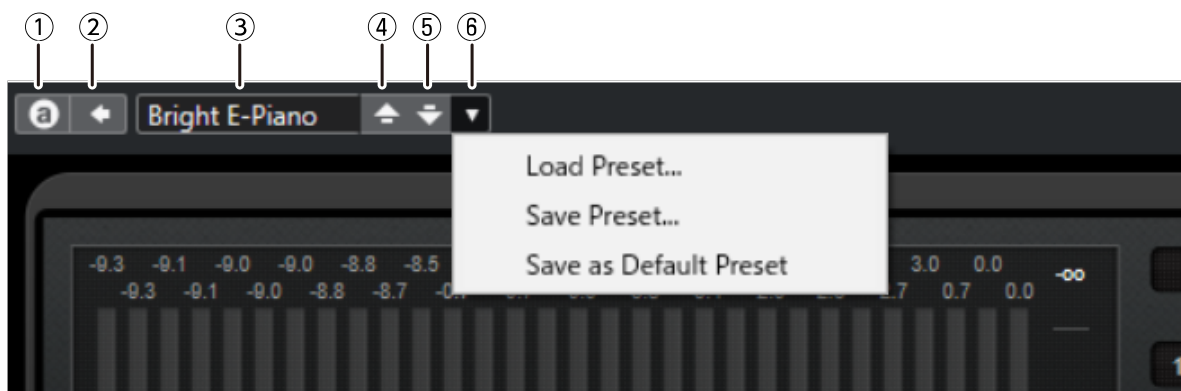 ① ② ③ ④ ⑤ ⑥
a Bright E-Piano
Load Preset...
Save Preset...
Save as Default Preset
-9.3 -9.1 -9.0 -9.0 -8.8 -8.5 3.0 0.0 -∞
-9.3 -9.1 -9.0 -8.8 -8.7 0.7 0.0